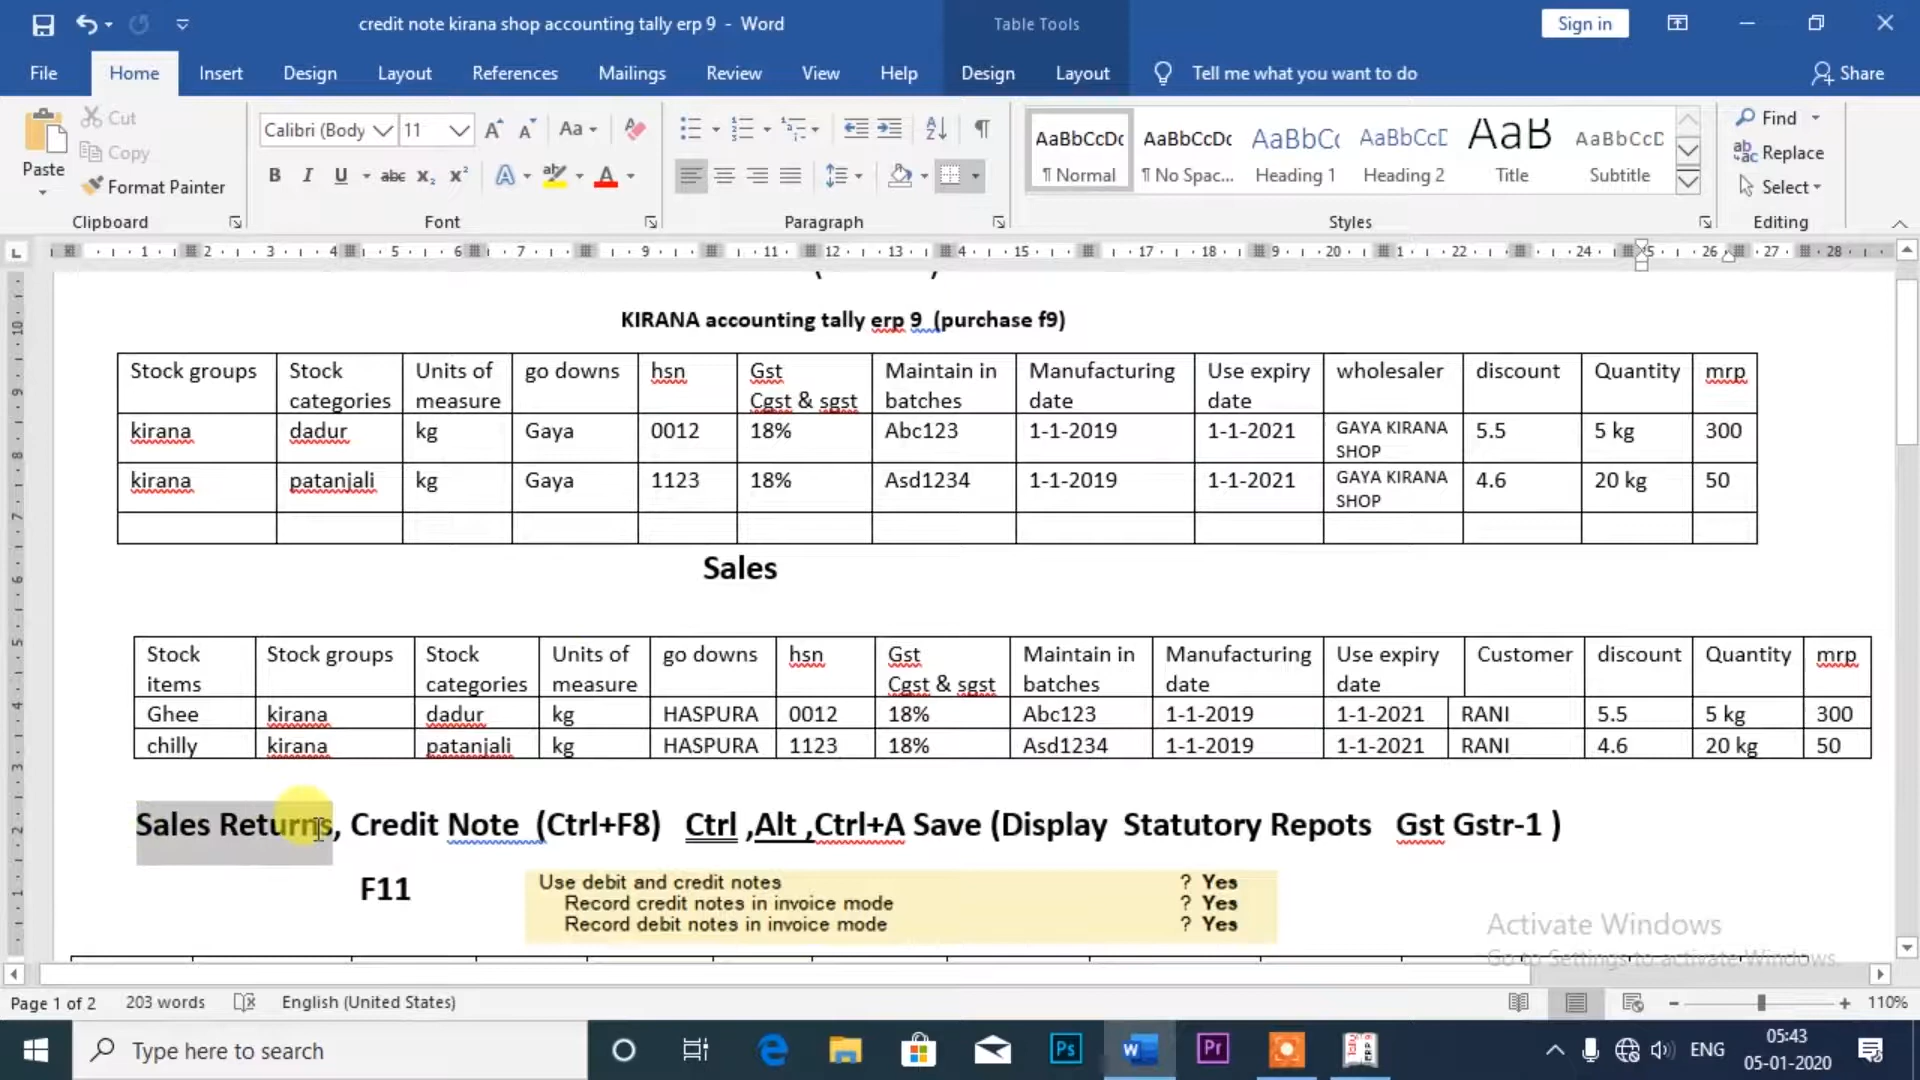 credit note kirana shop accounting tally erp 9 - Word
Table Tools
Sign in
File Home Insert Design Layout References Mailings Review View Help Design Layout Tell me what you want to do Share
Paste
Cut
Copy
Format Painter
Clipboard
Calibri (Body 11
Font
Paragraph
AaBbCcDc AaBbCcDc AaBbC AaBbCcD AaB AaBbCcD
¶ Normal ¶ No Spac... Heading 1 Heading 2 Title Subtitle
Styles
Find
Replace
Select
Editing
KIRANA accounting tally erp 9 (purchase f9)
Stock groups Stock categories Units of measure go downs hsn Gst Cgst & sgst Maintain in batches Manufacturing date Use expiry date wholesaler discount Quantity mrp
kirana dadur kg Gaya 0012 18% Abc123 1-1-2019 1-1-2021 GAYA KIRANA SHOP 5.5 5 kg 300
kirana patanjali kg Gaya 1123 18% Asd1234 1-1-2019 1-1-2021 GAYA KIRANA SHOP 4.6 20 kg 50
Sales
Stock items Stock groups Stock categories Units of measure go downs hsn Gst Cgst & sgst Maintain in batches Manufacturing date Use expiry date Customer discount Quantity mrp
Ghee kirana dadur kg HASPURA 0012 18% Abc123 1-1-2019 1-1-2021 RANI 5.5 5 kg 300
chilly kirana patanjali kg HASPURA 1123 18% Asd1234 1-1-2019 1-1-2021 RANI 4.6 20 kg 50
Sales Returns, Credit Note (Ctrl+F8) Ctrl ,Alt ,Ctrl+A Save (Display Statutory Repots Gst Gstr-1 )
F11
Use debit and credit notes ? Yes
Record credit notes in invoice mode ? Yes
Record debit notes in invoice mode ? Yes
Activate Windows
Go to Settings to activate Windows.
Page 1 of 2 203 words English (United States) 110%
Type here to search
ENG
05:43
05-01-2020